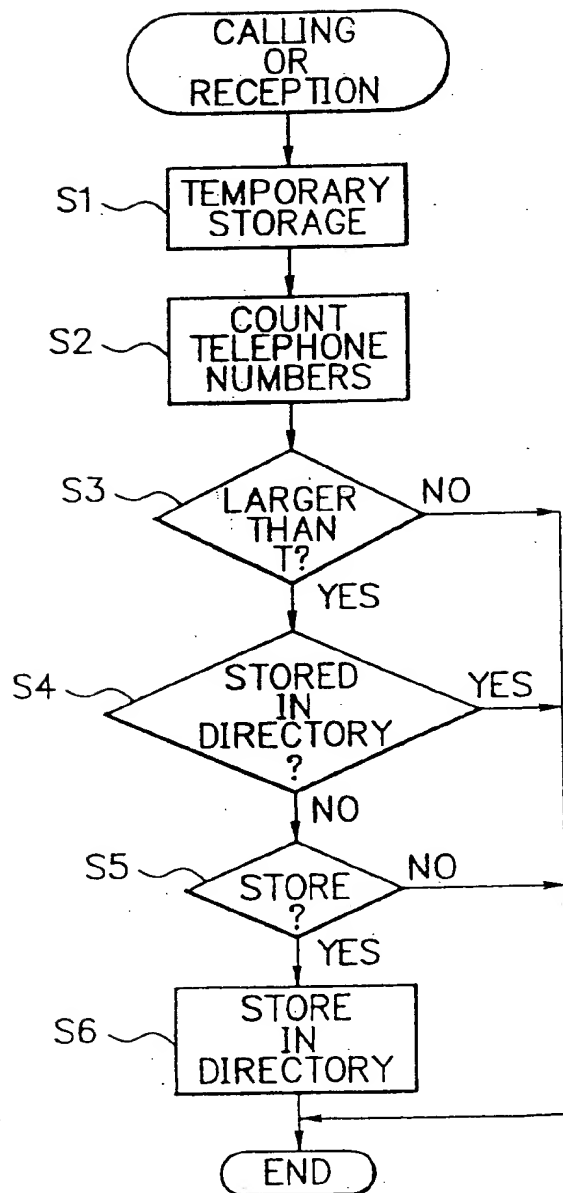 CALLING
OR
RECEPTION
S1
TEMPORARY
STORAGE
S2
COUNT
TELEPHONE
NUMBERS
S3
LARGER
THAN
T?
NO
YES
S4
STORED
IN
DIRECTORY
?
YES
NO
S5
STORE
?
NO
YES
S6
STORE
IN
DIRECTORY
END